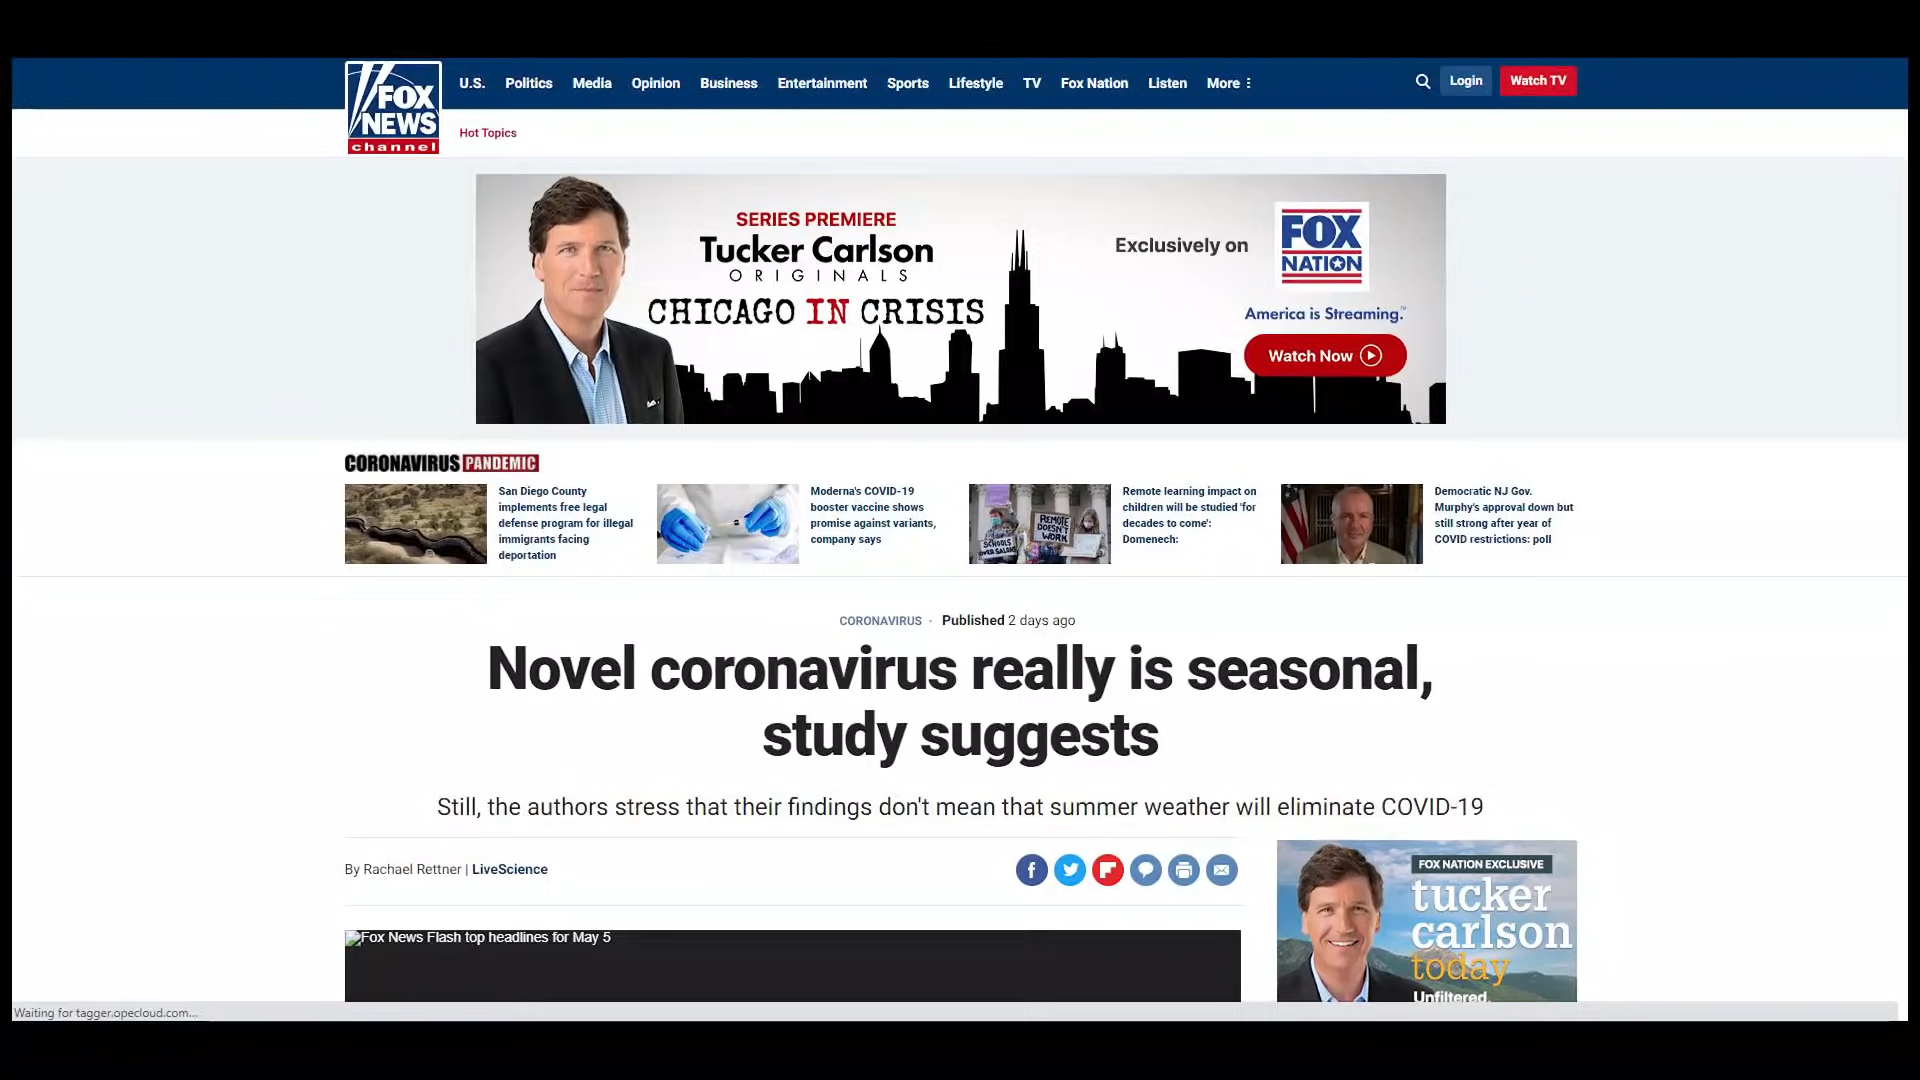 FOX
NEWS
channel
U.S. Politics Media Opinion Business Entertainment Sports Lifestyle TV Fox Nation Listen More
Login
Watch TV
Hot Topics
SERIES PREMIERE
Tucker Carlson
ORIGINALS
CHICAGO IN CRISIS
Exclusively on
FOX
NATION
America is Streaming.
Watch Now
CORONAVIRUS PANDEMIC
San Diego County
implements free legal
defense program for illegal
immigrants facing
deportation
Moderna's COVID-19
booster vaccine shows
promise against variants,
company says
REMOTE
DOESN'T
WORK
SCHOOLS
OVER SALONS
Remote learning impact on
children will be studied 'for
decades to come':
Domenech:
Democratic NJ Gov.
Murphy's approval down but
still strong after year of
COVID restrictions: poll
CORONAVIRUS · Published 2 days ago
Novel coronavirus really is seasonal,
study suggests
Still, the authors stress that their findings don't mean that summer weather will eliminate COVID-19
By Rachael Rettner | LiveScience
Fox News Flash top headlines for May 5
FOX NATION EXCLUSIVE
tucker
carlson
today
Unfiltered.
Waiting for tagger.opecloud.com...